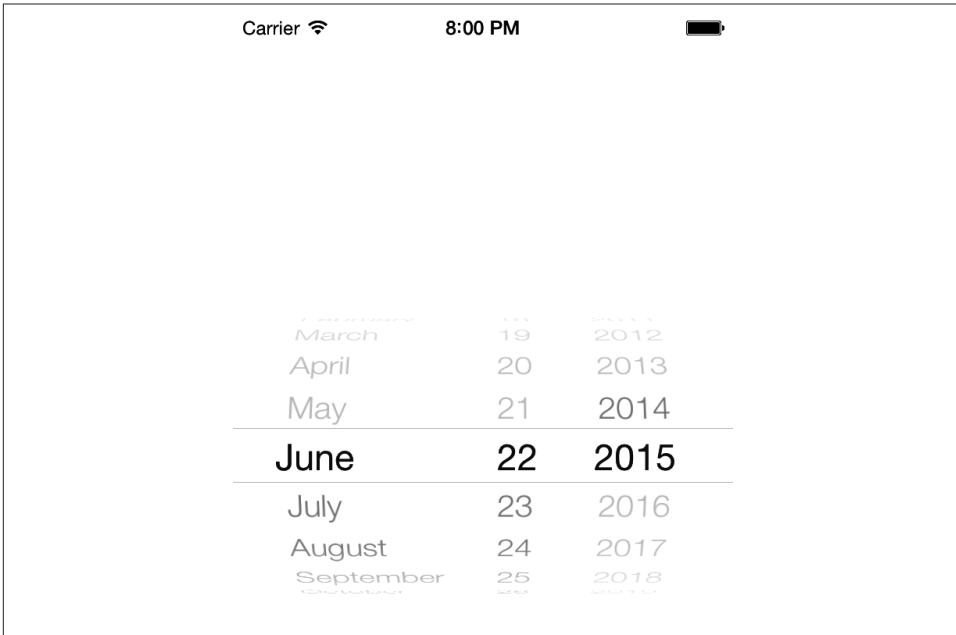 Carrier 8:00 PM
March 19 2012
April 20 2013
May 21 2014
June 22 2015
July 23 2016
August 24 2017
September 25 2018